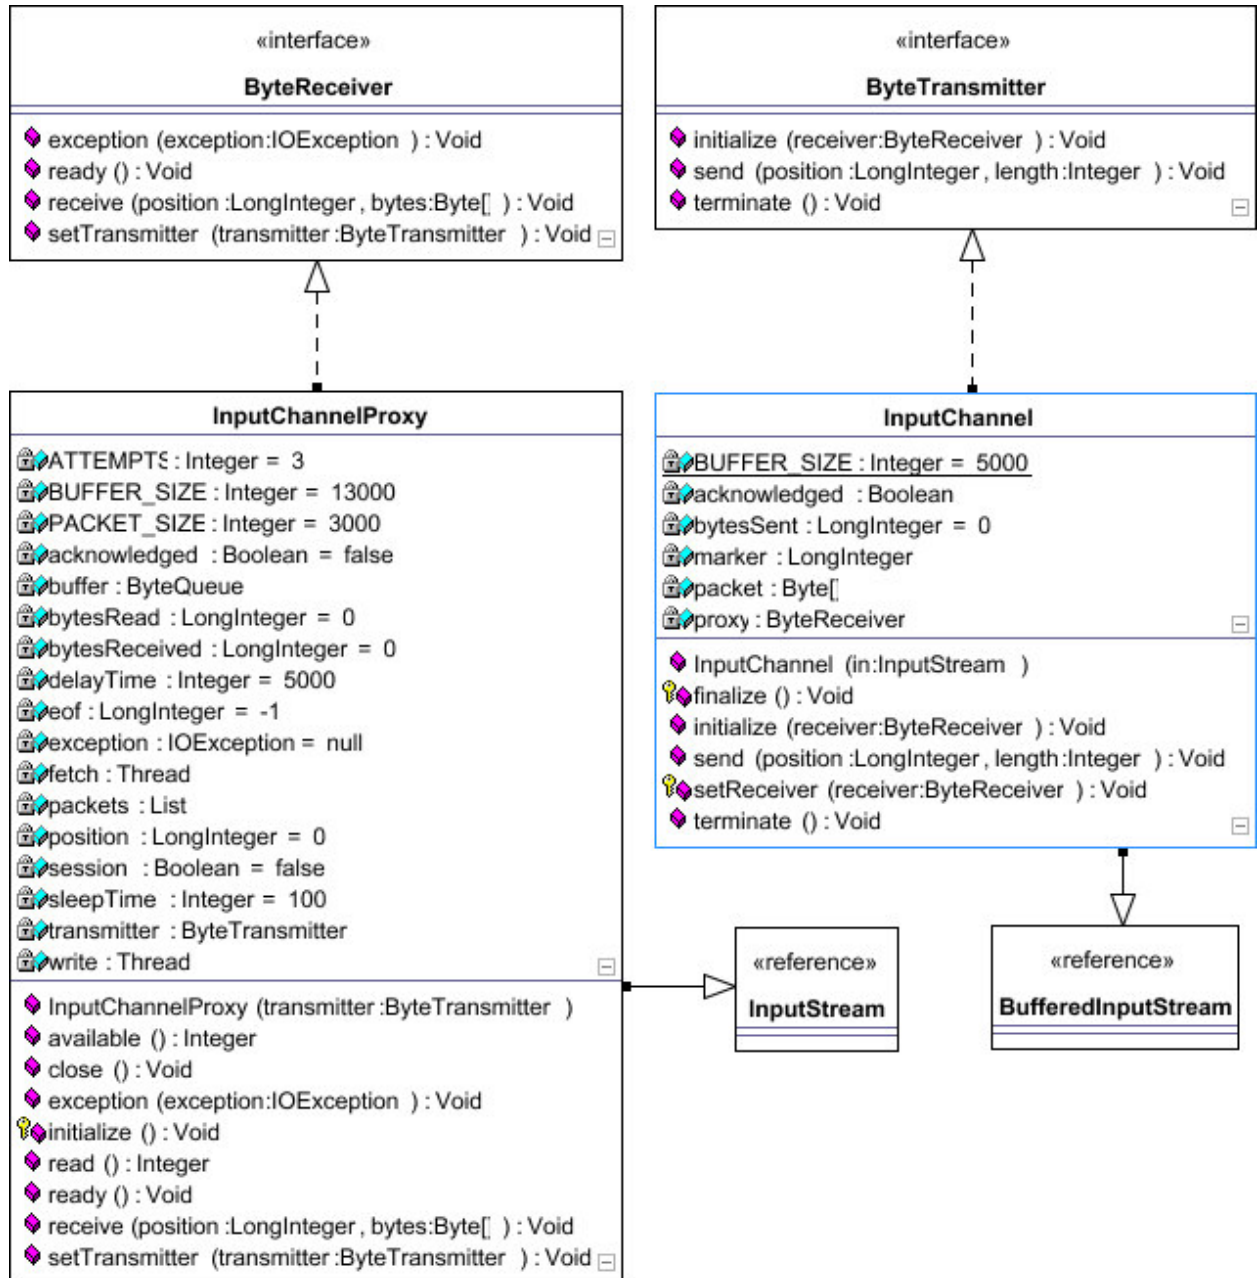 «interface»
ByteReceiver
exception (exception:IOException ) : Void
ready () : Void
receive (position :LongInteger , bytes:Byte[ ) : Void
setTransmitter (transmitter :ByteTransmitter ) : Void
«interface»
ByteTransmitter
initialize (receiver:ByteReceiver ) : Void
send (position :LongInteger , length:Integer ) : Void
terminate () : Void
InputChannelProxy
ATTEMPTS : Integer = 3
BUFFER_SIZE : Integer = 13000
PACKET_SIZE : Integer = 3000
acknowledged : Boolean = false
buffer : ByteQueue
bytesRead : LongInteger = 0
bytesReceived : LongInteger = 0
delayTime : Integer = 5000
eof : LongInteger = -1
exception : IOException = null
fetch : Thread
packets : List
position : LongInteger = 0
session : Boolean = false
sleepTime : Integer = 100
transmitter : ByteTransmitter
write : Thread
InputChannelProxy (transmitter :ByteTransmitter )
available () : Integer
close () : Void
exception (exception:IOException ) : Void
initialize () : Void
read () : Integer
ready () : Void
receive (position :LongInteger , bytes:Byte[ ) : Void
setTransmitter (transmitter :ByteTransmitter ) : Void
InputChannel
BUFFER_SIZE : Integer = 5000
acknowledged : Boolean
bytesSent : LongInteger = 0
marker : LongInteger
packet : Byte[
proxy : ByteReceiver
InputChannel (in:InputStream )
finalize () : Void
initialize (receiver:ByteReceiver ) : Void
send (position :LongInteger , length:Integer ) : Void
setReceiver (receiver:ByteReceiver ) : Void
terminate () : Void
«reference»
InputStream
«reference»
BufferedInputStream